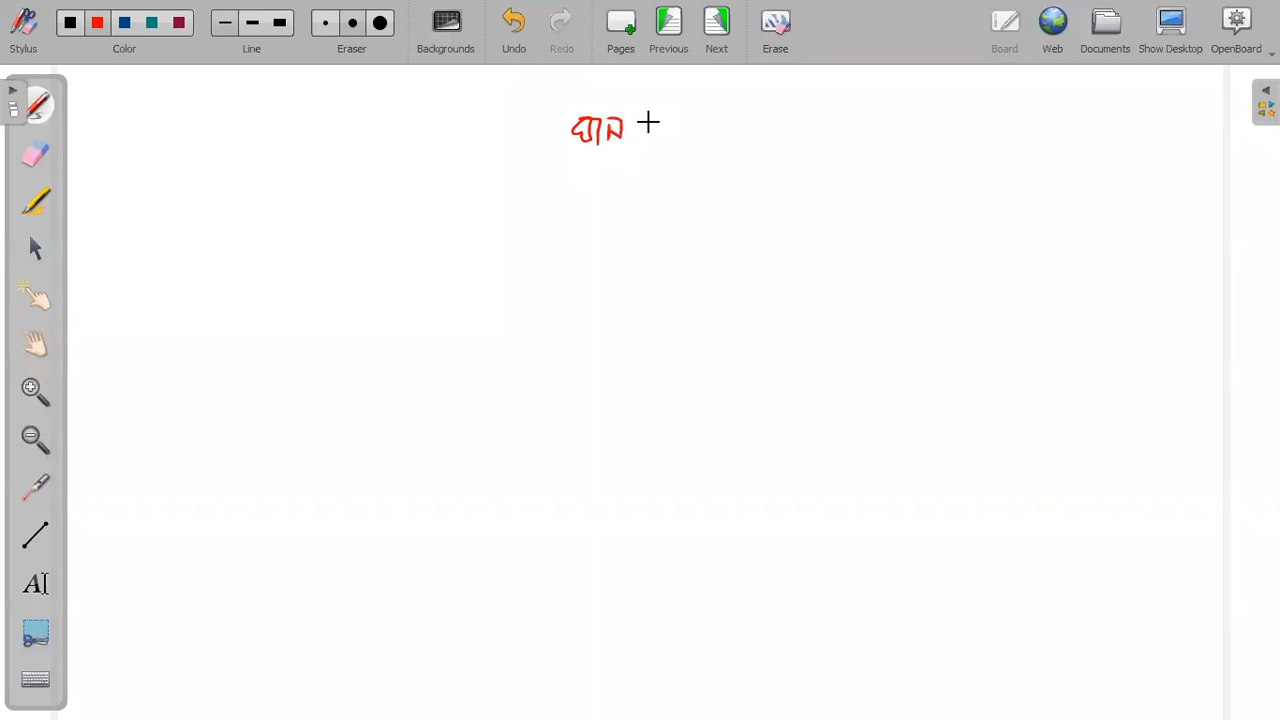 Stylus
Color
Line
Eraser
Backgrounds
Undo
Redo
Pages
Previous
Next
Erase
Board
Web
Documents
Show Desktop
OpenBoard
A